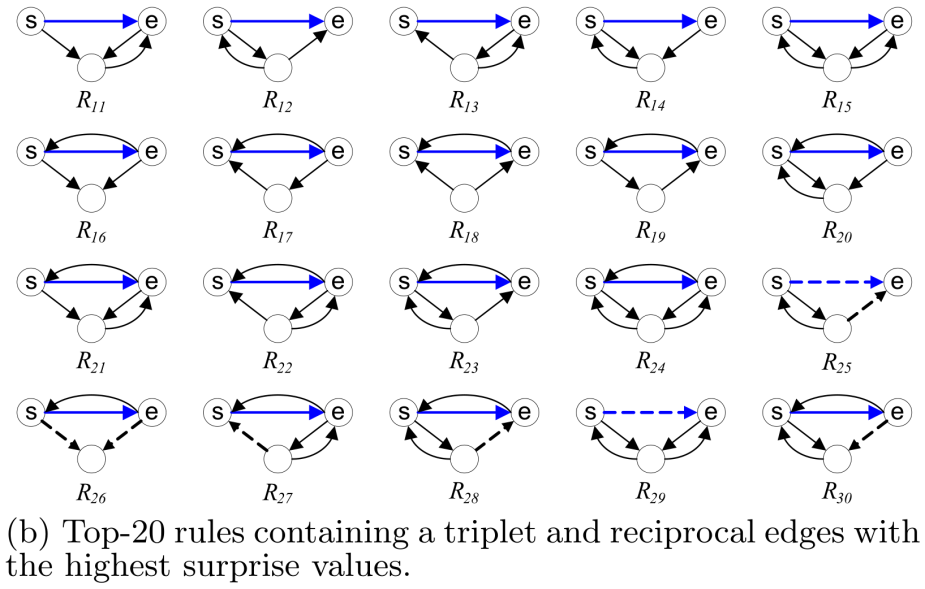 s e s e s e s e s e
R11 R12 R13 R14 R15
s e s e s e s e s e
R16 R17 R18 R19 R20
s e s e s e s e s e
R21 R22 R23 R24 R25
s e s e s e s e s e
R26 R27 R28 R29 R30
(b) Top-20 rules containing a triplet and reciprocal edges with
the highest surprise values.